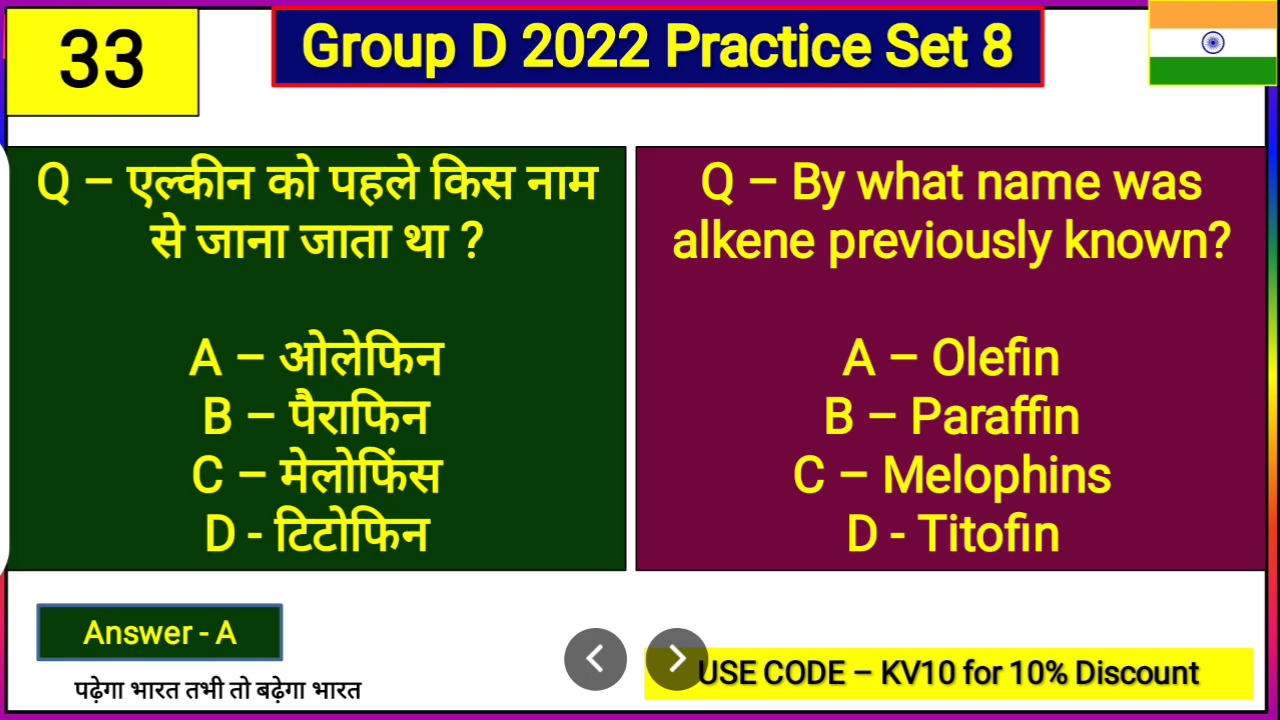 33
Group D 2022 Practice Set 8
Q – एल्कीन को पहले किस नाम
से जाना जाता था ?
A – ओलेफिन
B – पैराफिन
C – मेलोफिंस
D - टिटोफिन
Q – By what name was
alkene previously known?
A – Olefin
B – Paraffin
C – Melophins
D - Titofin
Answer - A
पढ़ेगा भारत तभी तो बढ़ेगा भारत
USE CODE – KV10 for 10% Discount